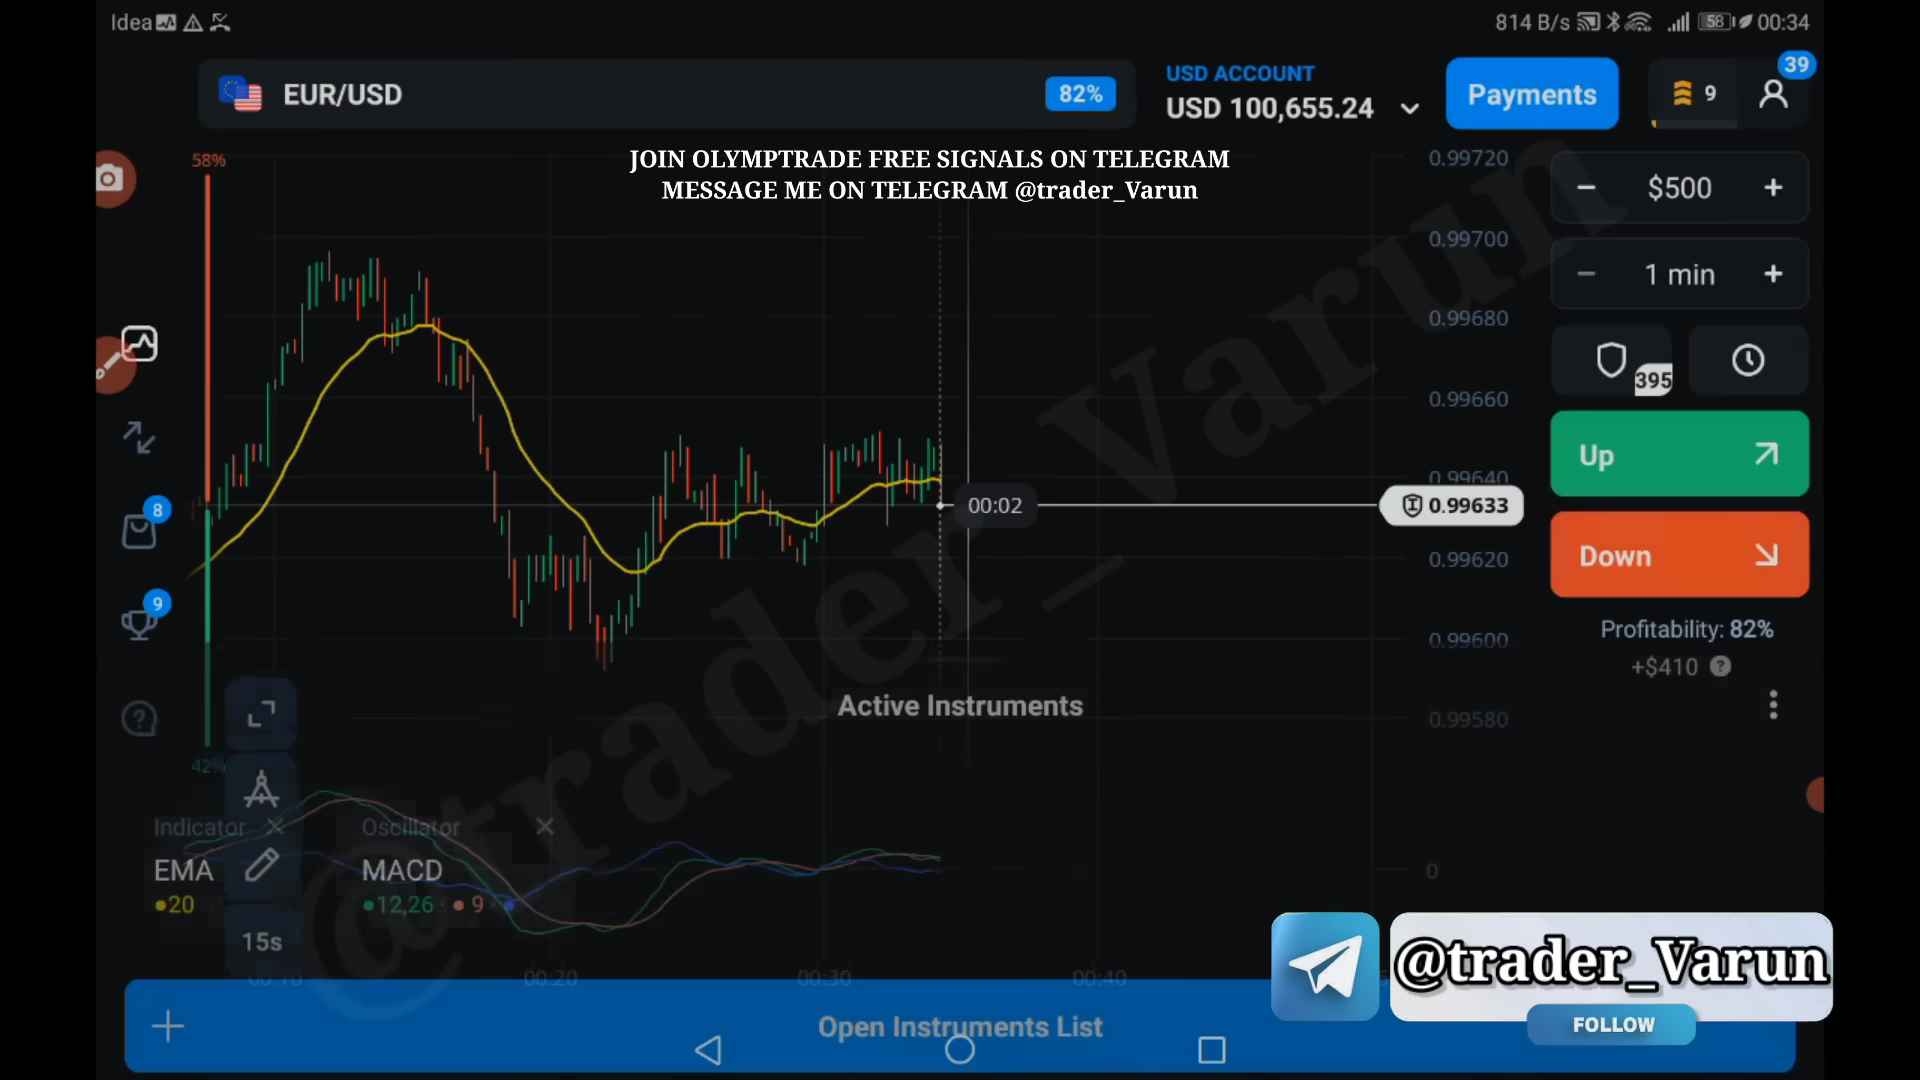 Idea
814 B/s 58 00:34
EUR/USD
82%
USD ACCOUNT
USD 100,655.24
Payments
9
39
JOIN OLYMPTRADE FREE SIGNALS ON TELEGRAM
MESSAGE ME ON TELEGRAM @trader_Varun
58%
0.99720
0.99700
0.99680
0.99660
0.99640
0.99633
0.99620
0.99600
0.99580
0
00:02
$500
1 min
395
Up
Down
Profitability: 82%
+$410
8
9
42%
Active Instruments
@trader_Varun
Indicator
EMA
20
Oscillator
MACD
12,26 · 9 ·
15s
00:10 00:20 00:30 00:40
Open Instruments List
@trader_Varun
FOLLOW